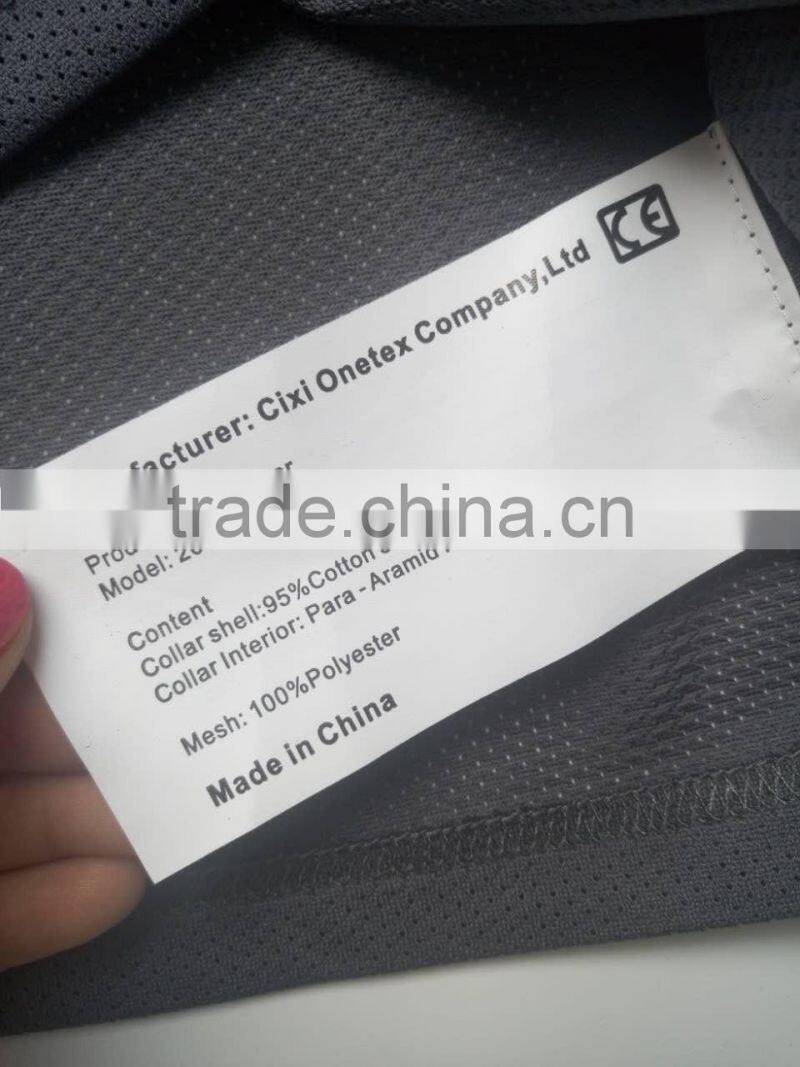 CE
Manufacturer: Cixi Onetex Company,Ltd
Model:
Content
Collar shell:95%Cotton
Collar Interior: Para - Aramid
Mesh: 100%Polyester
Made in China
trade.china.cn